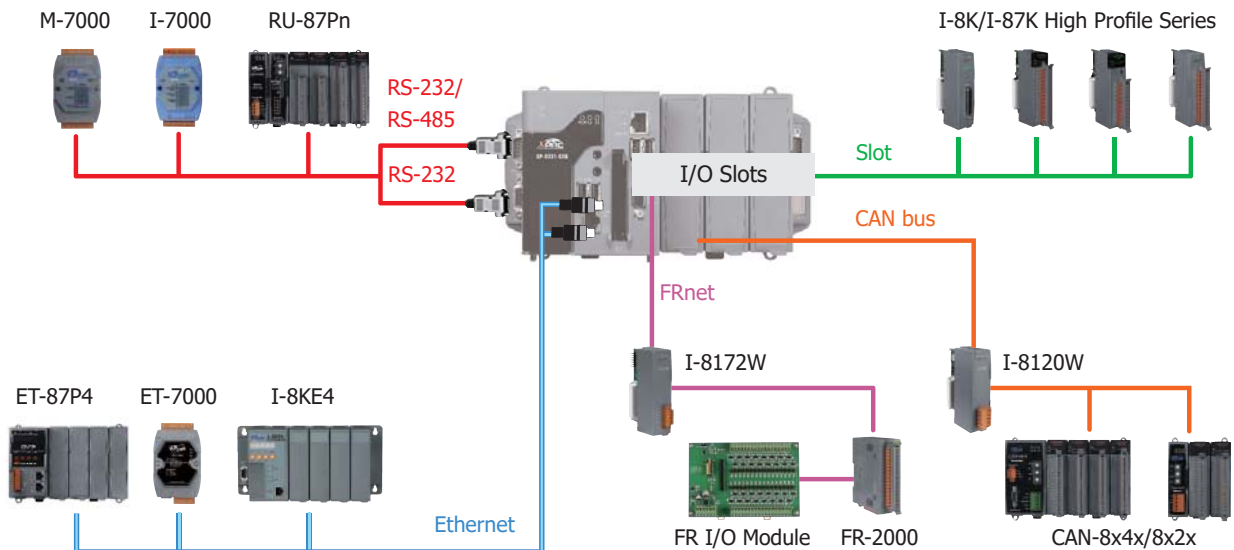 M-7000
I-7000
RU-87Pn
I-8K/I-87K High Profile Series
RS-232/
RS-485
RS-232
I/O Slots
Slot
CAN bus
FRnet
I-8172W
I-8120W
ET-87P4
ET-7000
I-8KE4
Ethernet
FR I/O Module
FR-2000
CAN-8x4x/8x2x